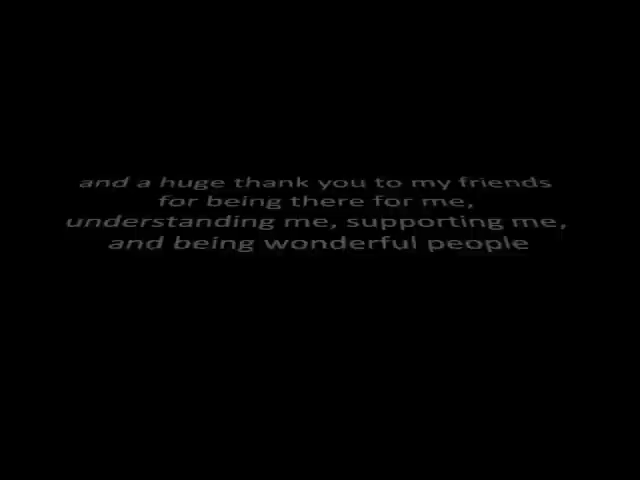 and a huge thank you to my friends
for being there for me,
understanding me, supporting me,
and being wonderful people